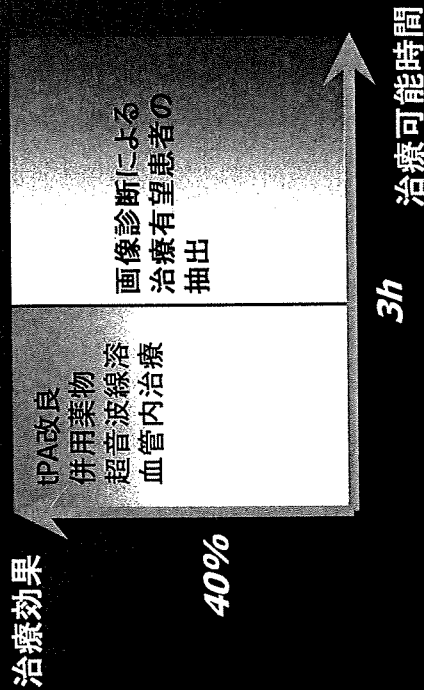 治療効果
tPA改良
併用薬物
超音波線溶
血管内治療
40%
画像診断による
治療有望患者の
抽出
3h
治療可能時間